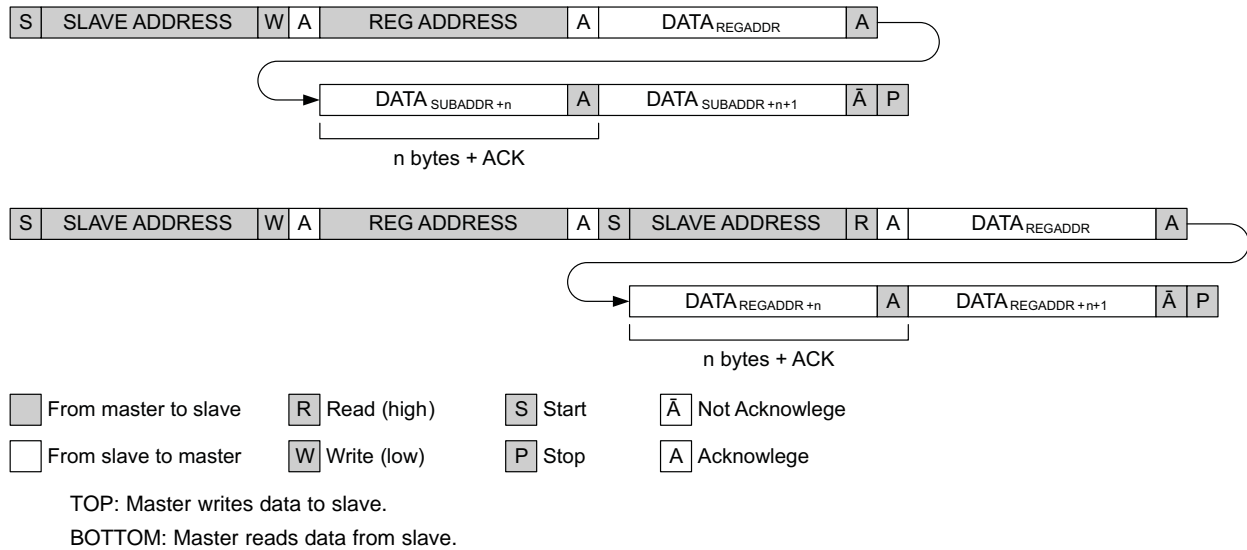 S SLAVE ADDRESS W A REG ADDRESS A DATA REGADDR A
DATA SUBADDR +n A DATA SUBADDR +n+1 Ā P
n bytes + ACK
S SLAVE ADDRESS W A REG ADDRESS A S SLAVE ADDRESS R A DATA REGADDR A
DATA REGADDR +n A DATA REGADDR +n+1 Ā P
n bytes + ACK
From master to slave R Read (high) S Start Ā Not Acknowlege
From slave to master W Write (low) P Stop A Acknowlege
TOP: Master writes data to slave.
BOTTOM: Master reads data from slave.